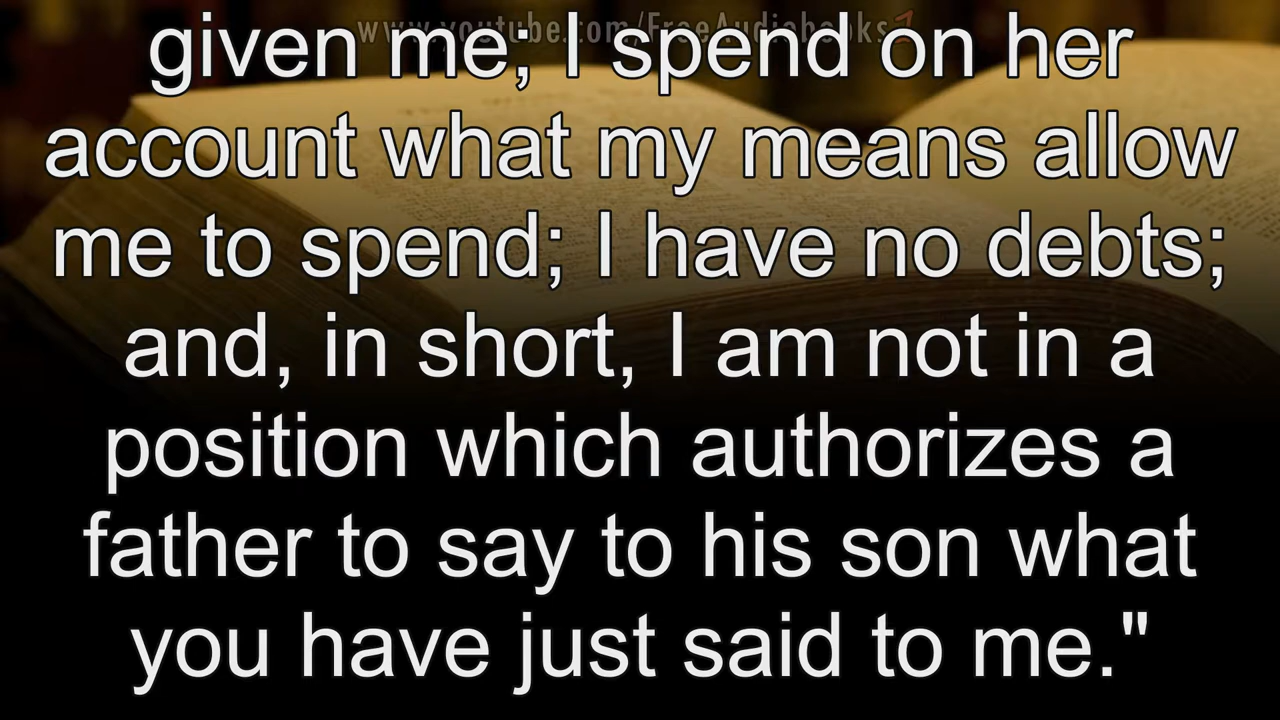 www.youtube.com/FreeAudiobooks1
given me; I spend on her
account what my means allow
me to spend; I have no debts;
and, in short, I am not in a
position which authorizes a
father to say to his son what
you have just said to me."